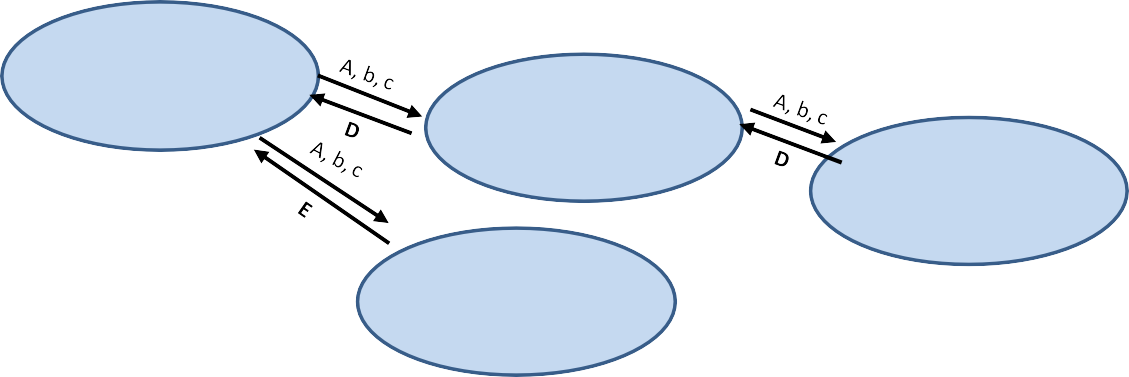 A, b, c
D
A, b, c
D
A, b, c
E